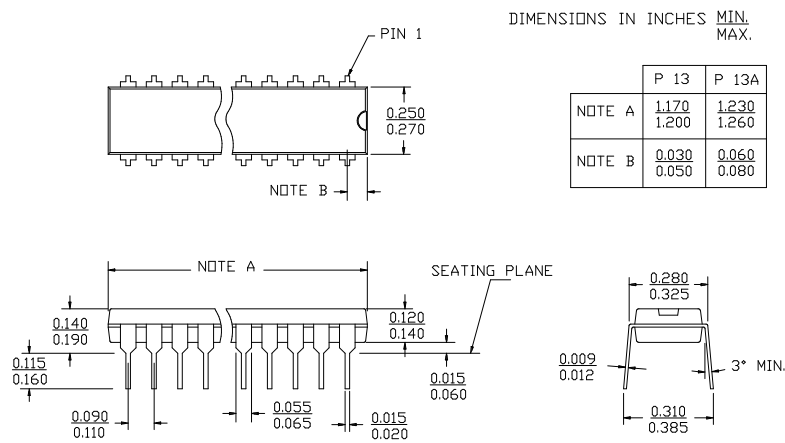 DIMENSIONS IN INCHES MIN.
MAX.
PIN 1
P 13 P 13A
NOTE A 1.170 1.230
1.200 1.260
NOTE B 0.030 0.060
0.050 0.080
0.250
0.270
NOTE B
NOTE A
SEATING PLANE
0.280
0.325
0.140
0.190
0.120
0.140
0.115
0.160
0.015
0.060
0.009
0.012
3° MIN.
0.090
0.110
0.055
0.065
0.015
0.020
0.310
0.385